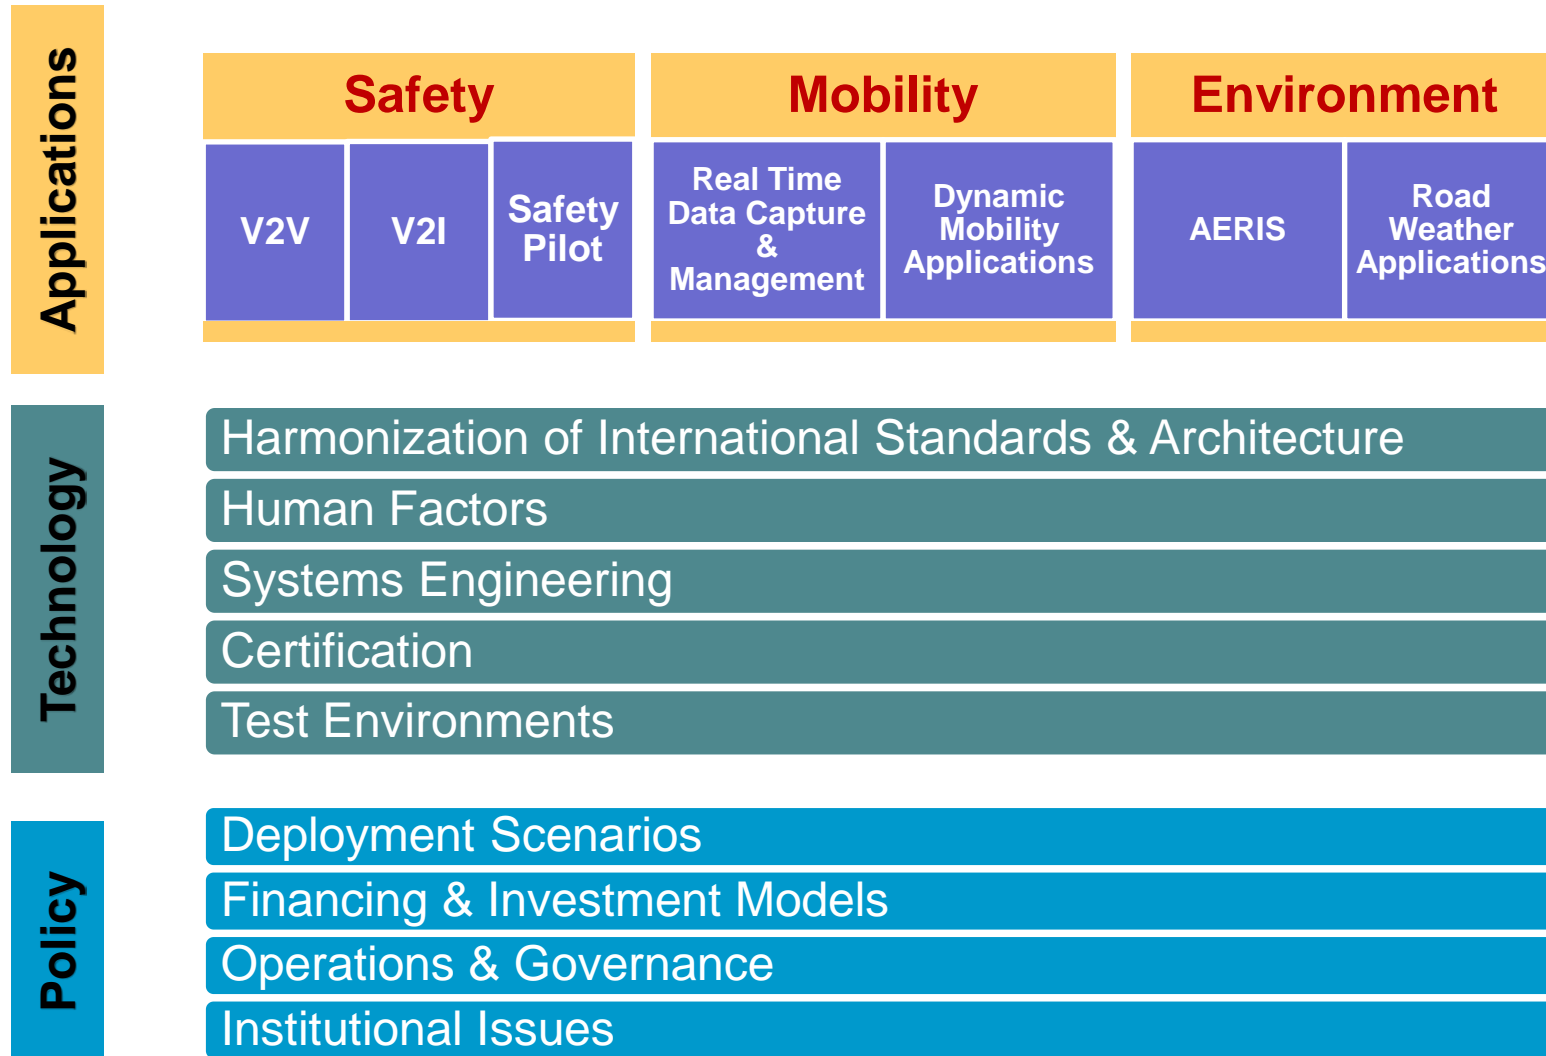 Applications
Safety
Mobility
Environment
V2V
V2I
Safety
Pilot
Real Time
Data Capture
&
Management
Dynamic
Mobility
Applications
AERIS
Road
Weather
Applications
Technology
Harmonization of International Standards & Architecture
Human Factors
Systems Engineering
Certification
Test Environments
Policy
Deployment Scenarios
Financing & Investment Models
Operations & Governance
Institutional Issues